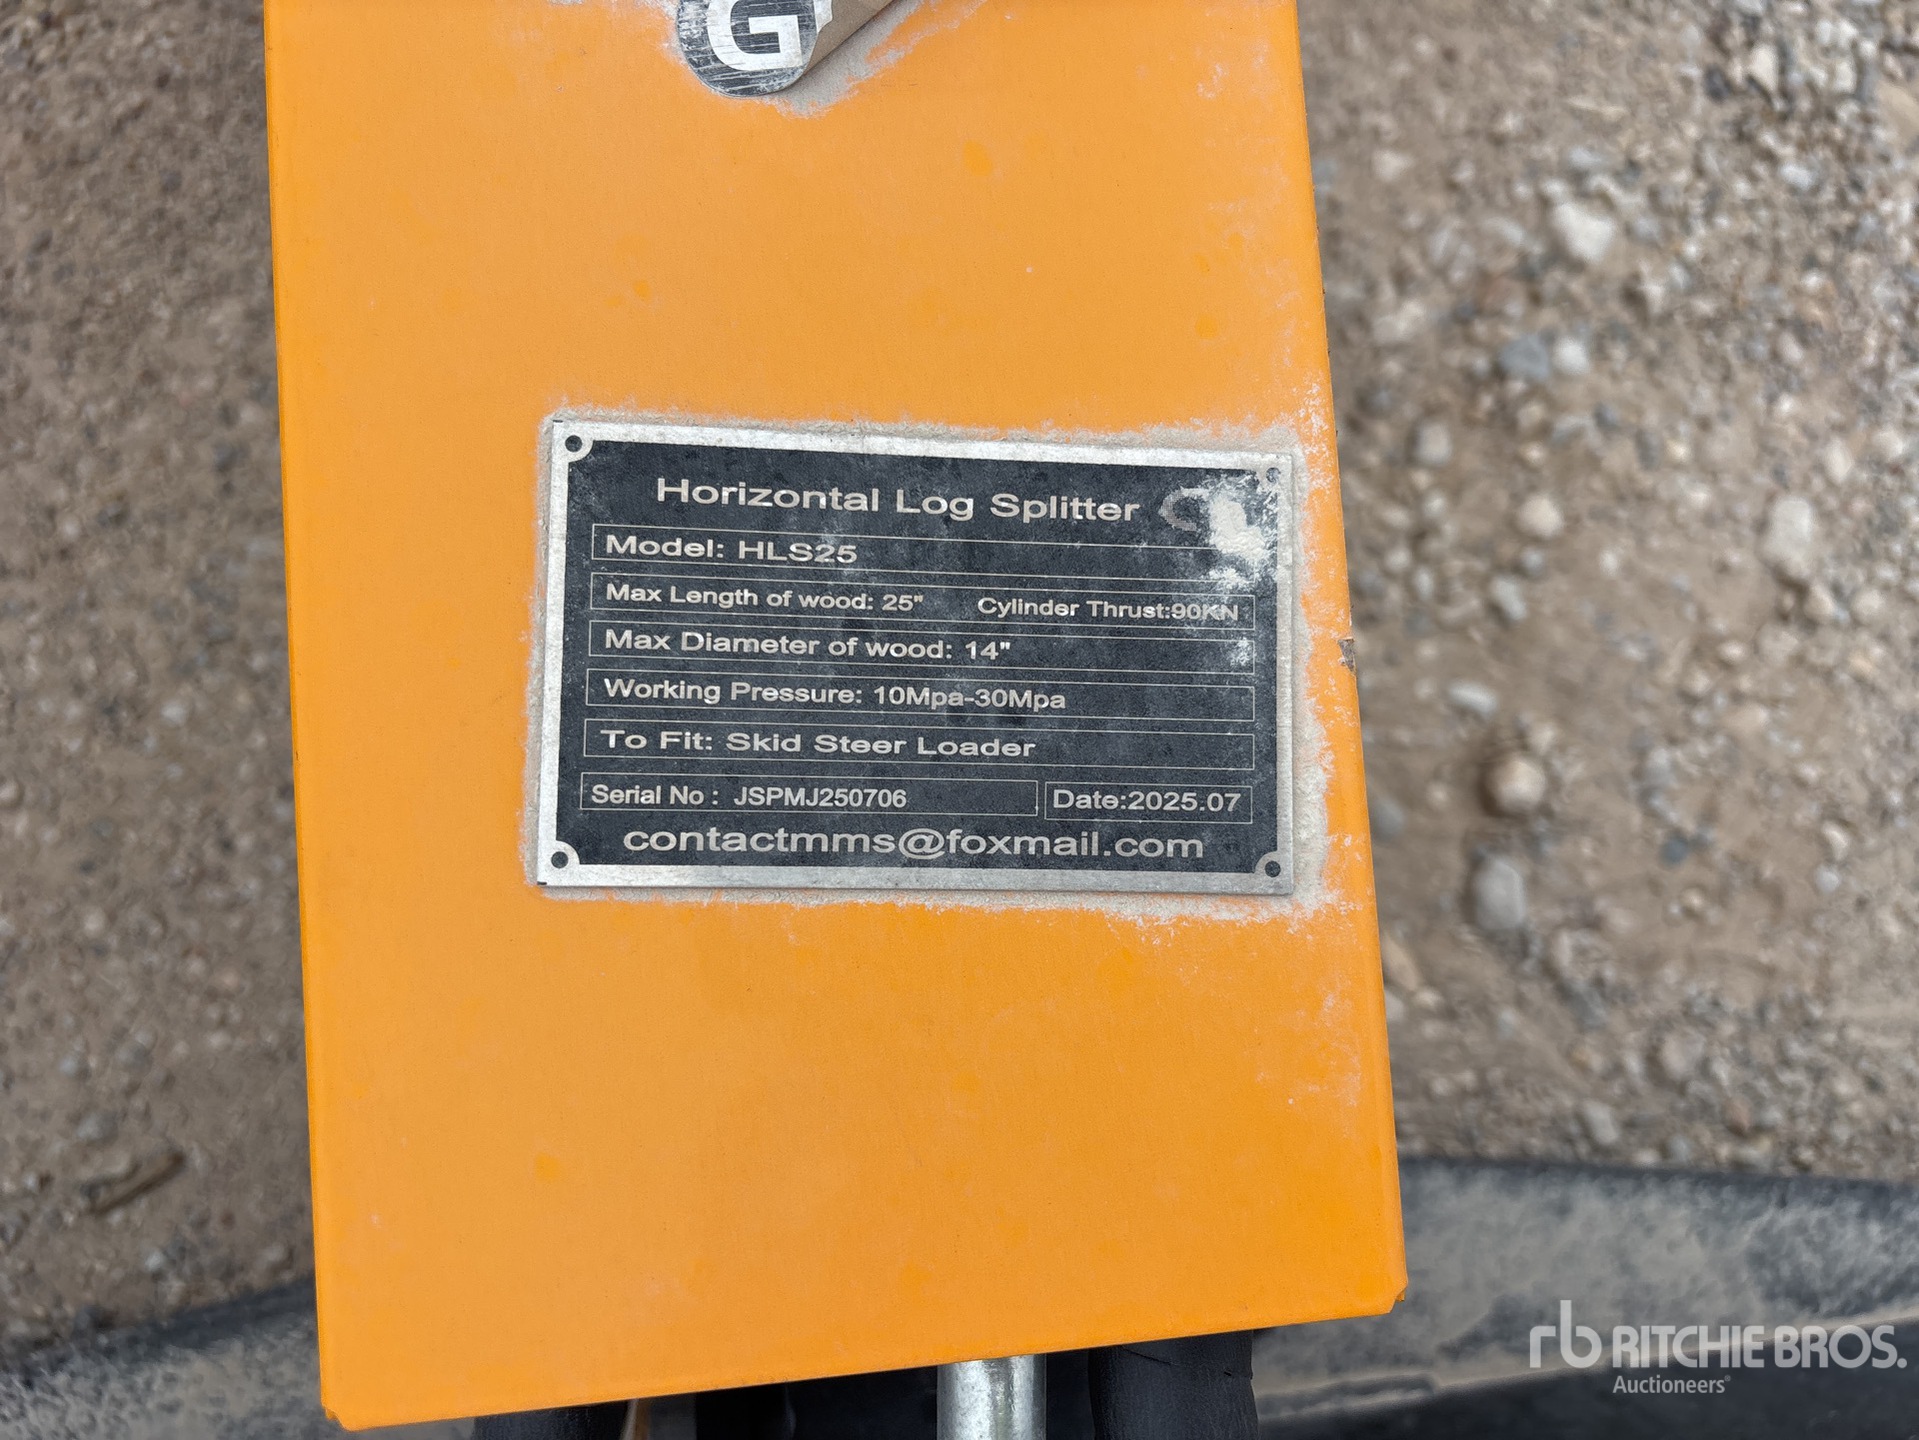 G
Horizontal Log Splitter
Model: HLS25
Max Length of wood: 25" Cylinder Thrust:90KN
Max Diameter of wood: 14"
Working Pressure: 10Mpa-30Mpa
To Fit: Skid Steer Loader
Serial No : JSPMJ250706 Date:2025.07
contactmms@foxmail.com
rb RITCHIE BROS.
Auctioneers®